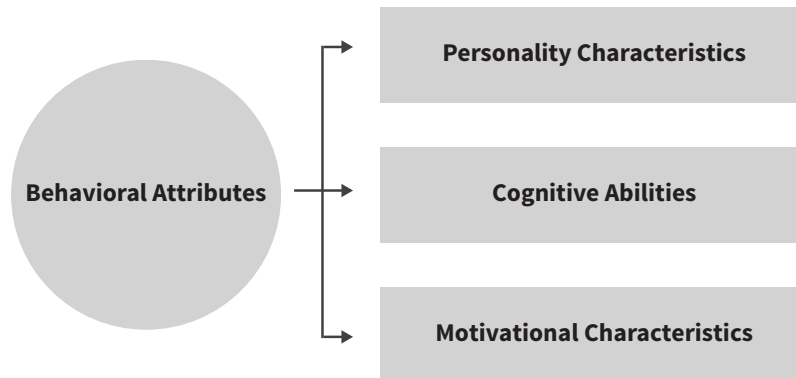 Personality Characteristics
Behavioral Attributes
Cognitive Abilities
Motivational Characteristics